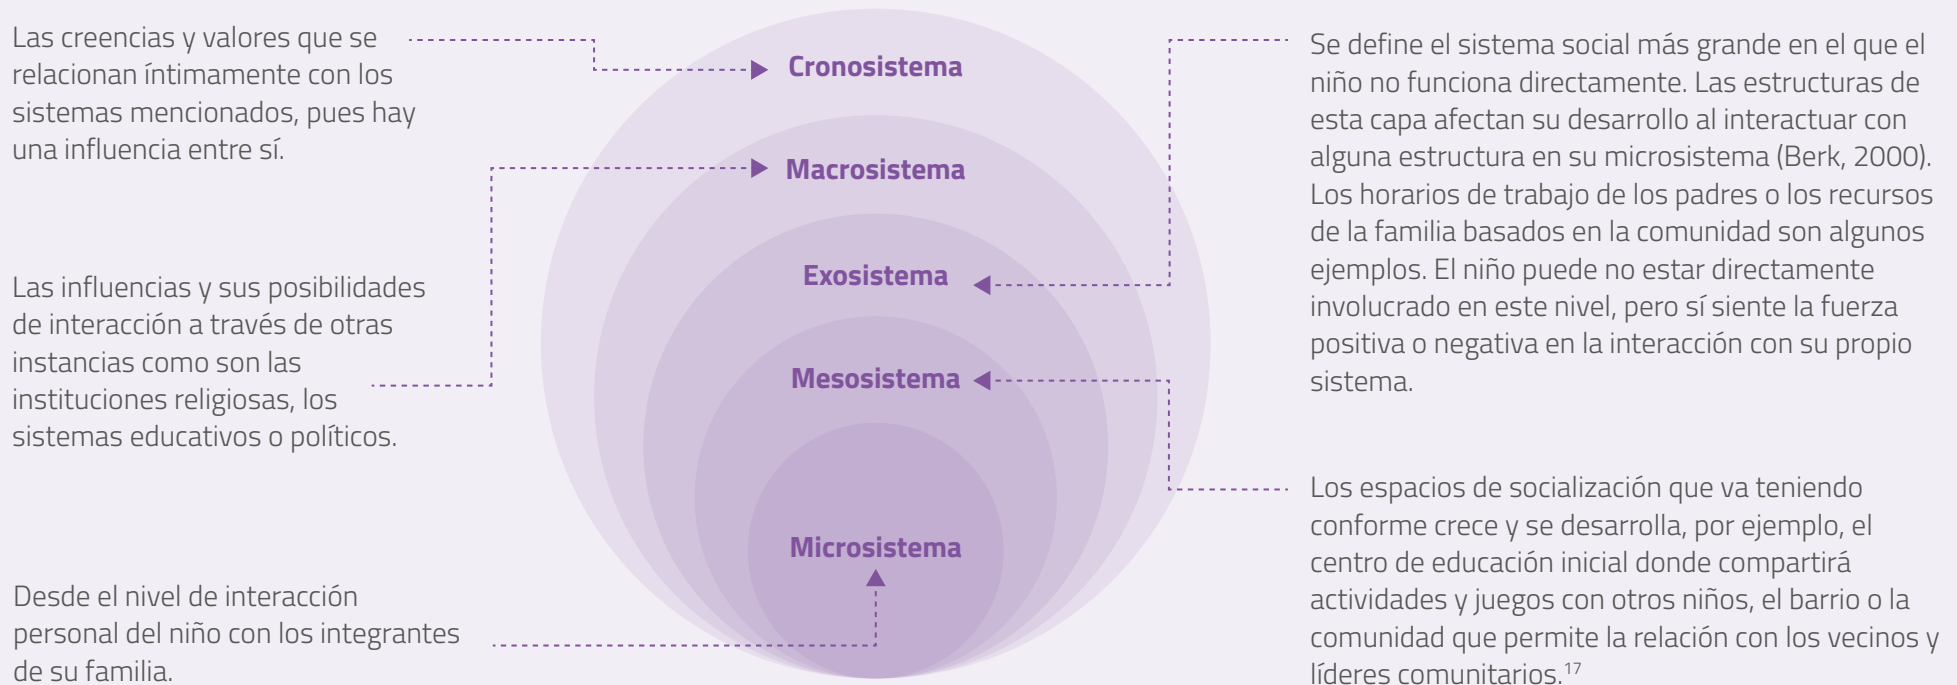 Las creencias y valores que se
relacionan íntimamente con los
sistemas mencionados, pues hay
una influencia entre sí.
Las influencias y sus posibilidades
de interacción a través de otras
instancias como son las
instituciones religiosas, los
sistemas educativos o políticos.
Desde el nivel de interacción
personal del niño con los integrantes
de su familia.
Cronosistema
Macrosistema
Exosistema
Mesosistema
Microsistema
Se define el sistema social más grande en el que el
niño no funciona directamente. Las estructuras de
esta capa afectan su desarrollo al interactuar con
alguna estructura en su microsistema (Berk, 2000).
Los horarios de trabajo de los padres o los recursos
de la familia basados en la comunidad son algunos
ejemplos. El niño puede no estar directamente
involucrado en este nivel, pero sí siente la fuerza
positiva o negativa en la interacción con su propio
sistema.
Los espacios de socialización que va teniendo
conforme crece y se desarrolla, por ejemplo, el
centro de educación inicial donde compartirá
actividades y juegos con otros niños, el barrio o la
comunidad que permite la relación con los vecinos y
líderes comunitarios.17